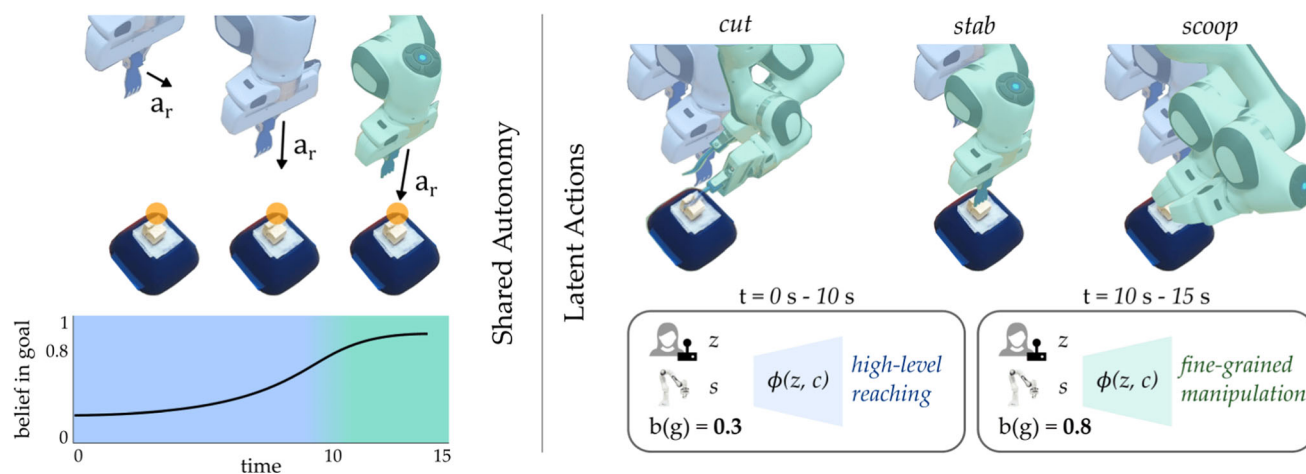 a_r
a_r
a_r
Shared Autonomy
1
0.8
0
belief in goal
0
10
15
time
Latent Actions
cut
stab
scoop
t = 0 s - 10 s
z
s
b(g) = 0.3
ϕ(z, c)
high-level
reaching
t = 10 s - 15 s
z
s
b(g) = 0.8
ϕ(z, c)
fine-grained
manipulation